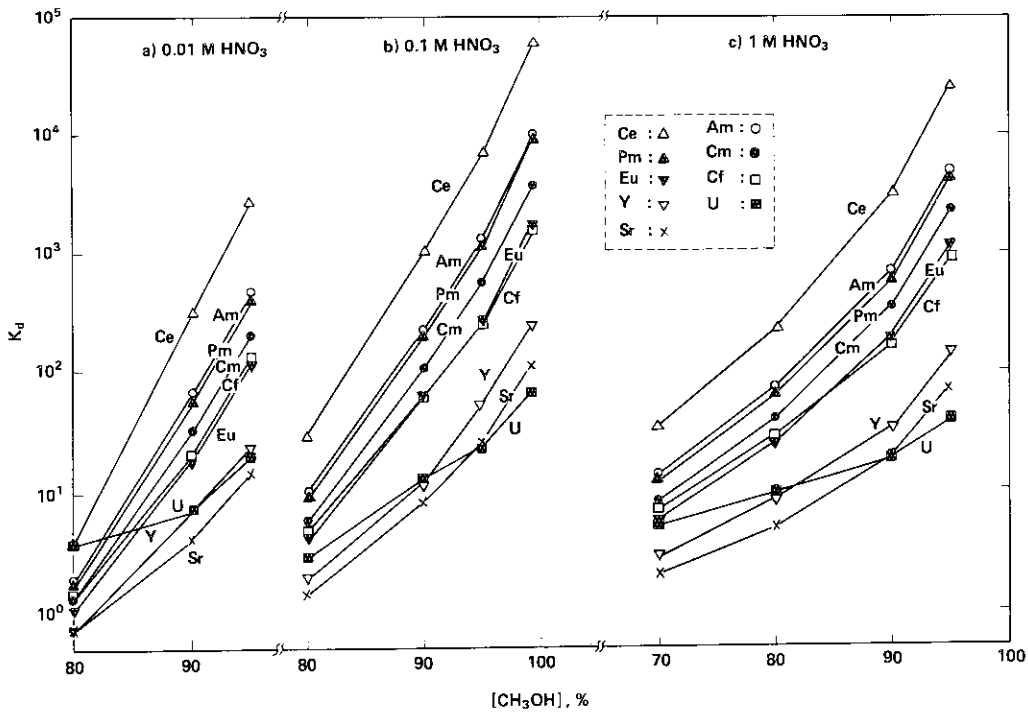 10⁵
10⁴
10³
10²
10¹
10⁰
K_d
a) 0.01 M HNO₃
Ce
Am
Pm
Cm
Cf
Eu
U
Y
Sr
80
90
b) 0.1 M HNO₃
Ce
Am
Pm
Cm
Eu
Cf
Y
Sr
U
80
90
100
c) 1 M HNO₃
Ce : △ Am : ○
Pm : ▲ Cm : ●
Eu : ▼ Cf : □
Y : ▽ U : ⊞
Sr : ×
Ce
Am
Pm
Cm
Eu
Cf
Y
Sr
U
70
80
90
100
[CH₃OH] , %